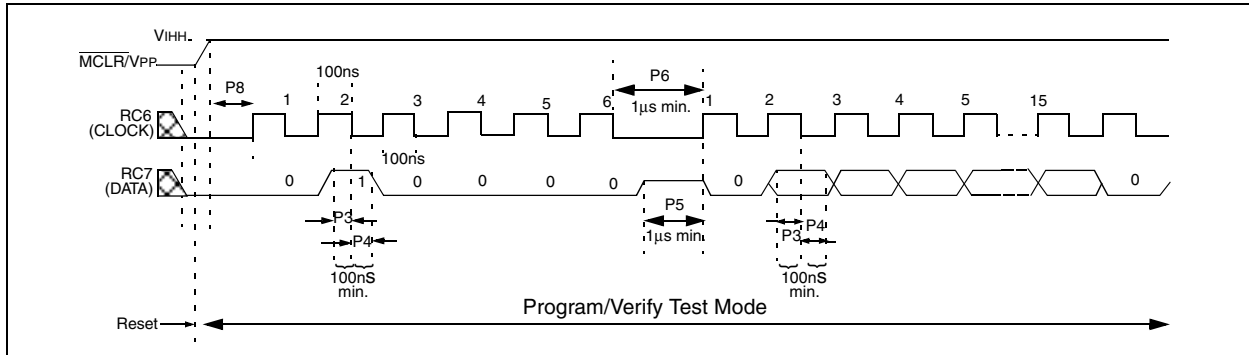 VIHH
MCLR/VPP
100ns
P8
P6
1 2 3 4 5 6 1 2 3 4 5 15
1µs min.
RC6
(CLOCK)
100ns
RC7
(DATA)
0 1 0 0 0 0 0 0
P5
P3
P4
1µs min.
P4
P3
100ns
min.
100ns
min.
Program/Verify Test Mode
Reset